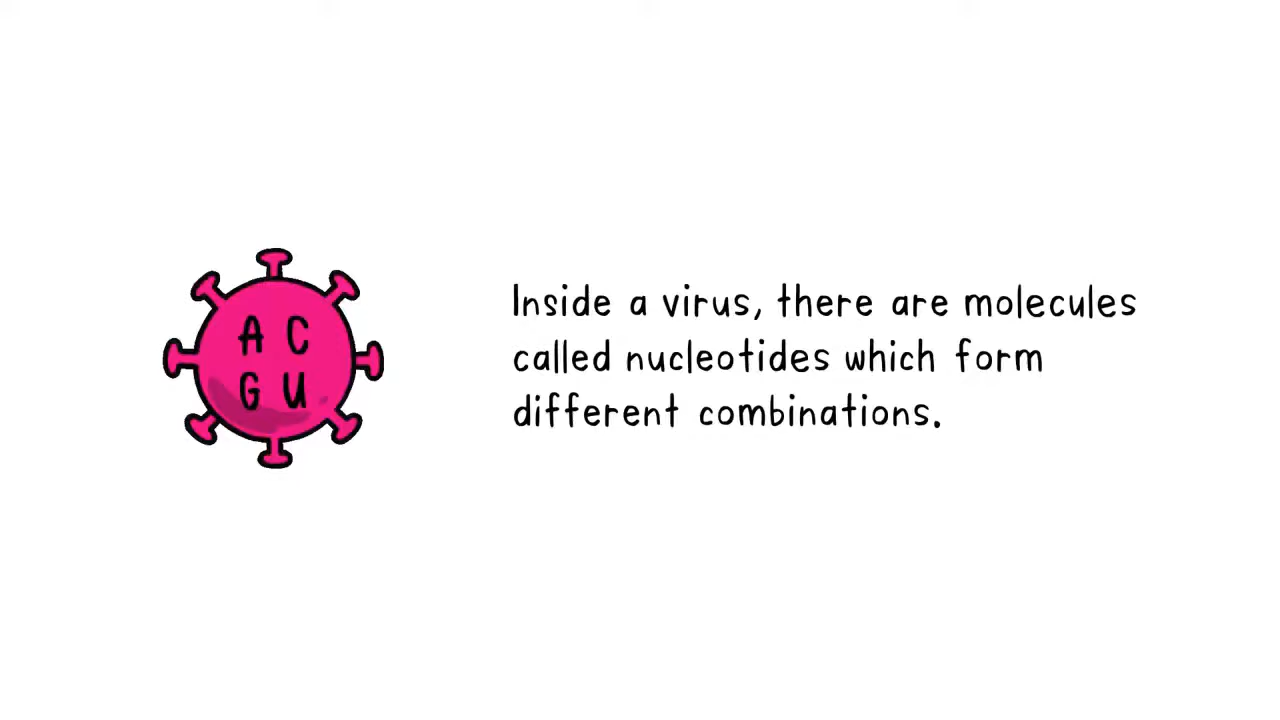 A C
G U
Inside a virus, there are molecules
called nucleotides which form
different combinations.